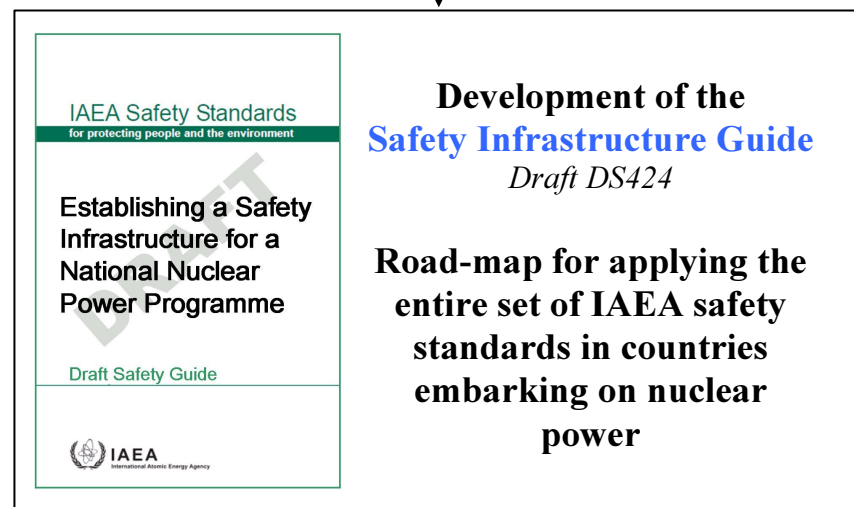 IAEA Safety Standards
for protecting people and the environment
DRAFT
Establishing a Safety
Infrastructure for a
National Nuclear
Power Programme
Draft Safety Guide
IAEA
International Atomic Energy Agency
Development of the
Safety Infrastructure Guide
Draft DS424
Road-map for applying the
entire set of IAEA safety
standards in countries
embarking on nuclear
power